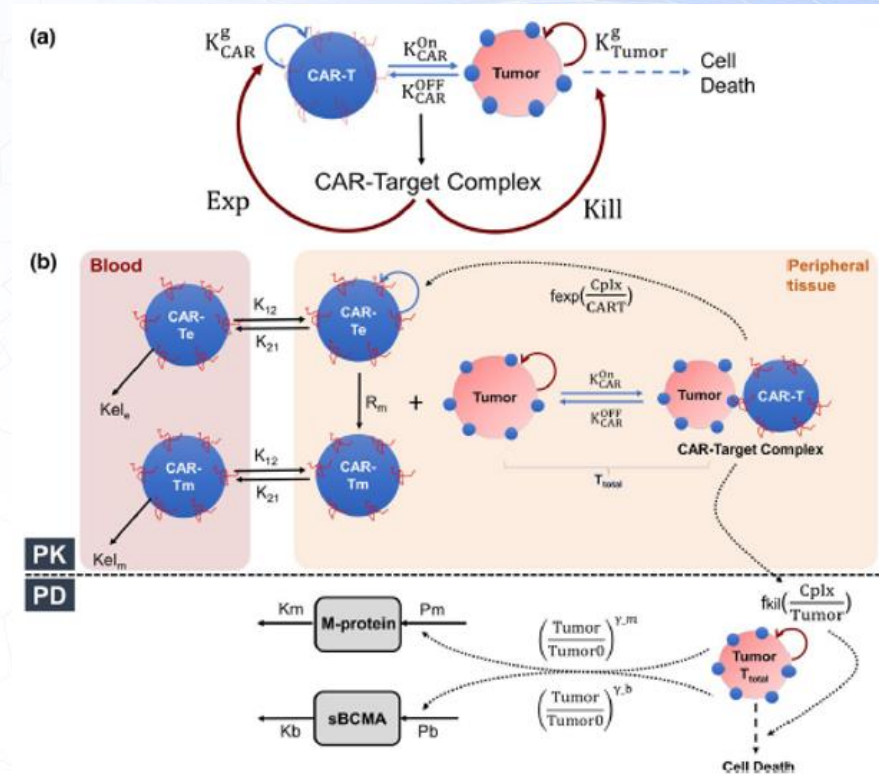 (a)
K^g_CAR
CAR-T
K^On_CAR
K^OFF_CAR
Tumor
K^g_Tumor
Cell
Death
CAR-Target Complex
Exp
Kill
(b)
Blood
Peripheral
tissue
CAR-
Te
K12
K21
CAR-
Te
fexp(Cplx/CART)
Kel_e
R_m
+
Tumor
K^On_CAR
K^OFF_CAR
Tumor
CAR-T
CAR-Target Complex
T_total
CAR-
Tm
K12
K21
CAR-
Tm
Kel_m
PK
PD
fkil(Cplx/Tumor)
Km
M-protein
Pm
(Tumor/Tumor0)^γ_m
Tumor
T_total
(Tumor/Tumor0)^γ_b
Kb
sBCMA
Pb
Cell Death